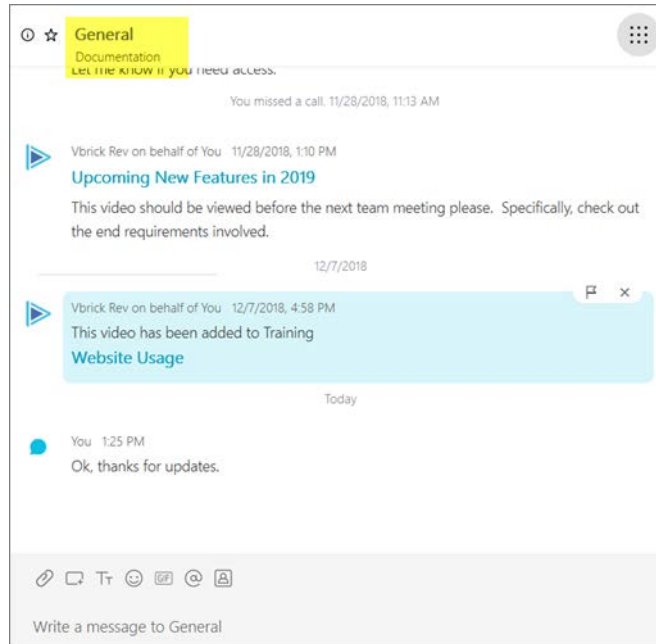 General
Documentation
Let me know if you need access.
You missed a call. 11/28/2018, 11:13 AM
Vbrick Rev on behalf of You 11/28/2018, 1:10 PM
Upcoming New Features in 2019
This video should be viewed before the next team meeting please. Specifically, check out
the end requirements involved.
12/7/2018
Vbrick Rev on behalf of You 12/7/2018, 4:58 PM
This video has been added to Training
Website Usage
Today
You 1:25 PM
Ok, thanks for updates.
GIF
Write a message to General